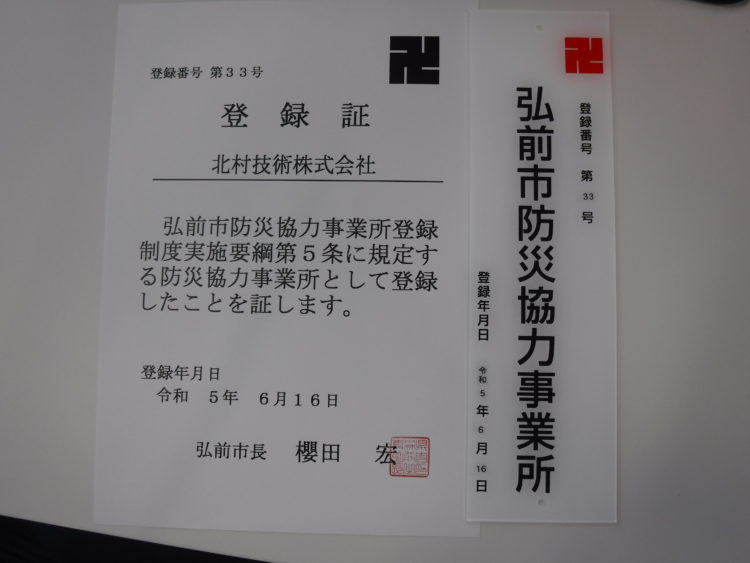 登録番号 第３３号
登録証
北村技術株式会社
弘前市防災協力事業所登録
制度実施要綱第５条に規定す
る防災協力事業所として登録
したことを証します。
登録年月日
令和 ５年 ６月１６日
弘前市長 櫻田 宏
登録番号 第 33 号
弘前市防災協力事業所
登録年月日 令和 5 年 6 月 16 日